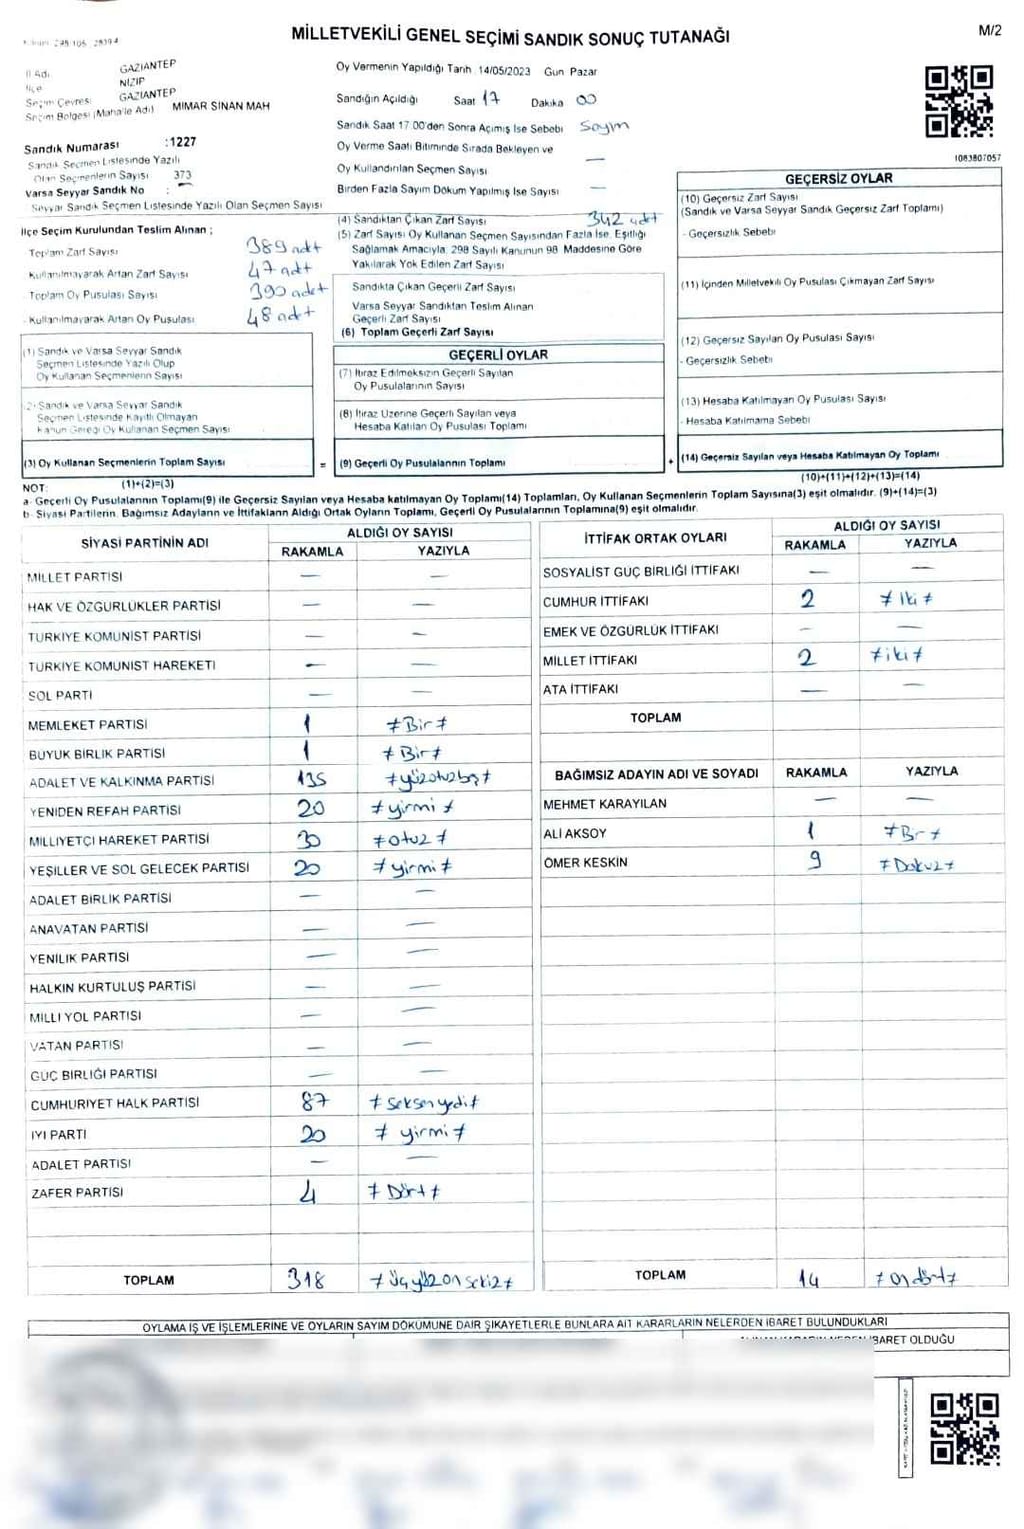 MİLLETVEKİLİ GENEL SEÇİMİ SANDIK SONUÇ TUTANAĞI
M/2
İl Adı GAZİANTEP
İlçe NİZİP
Seçim Çevresi GAZİANTEP
Seçim Bölgesi (Mahalle Adı) MİMAR SİNAN MAH
Sandık Numarası :1227
Sandık Seçmen Listesinde Yazılı
Olan Seçmenlerin Sayısı 373
Varsa Seyyar Sandık No : —
Seyyar Sandık Seçmen Listesinde Yazılı Olan Seçmen Sayısı
İlçe Seçim Kurulundan Teslim Alınan ;
Toplam Zarf Sayısı 389 adt
Kullanılmayarak Artan Zarf Sayısı 47 adt
Toplam Oy Pusulası Sayısı 390 adet
- Kullanılmayarak Artan Oy Pusulası 48 adt
Oy Vermenin Yapıldığı Tarih 14/05/2023 Gün Pazar
Sandığın Açıldığı Saat 17 Dakika 00
Sandık Saat 17:00'den Sonra Açımış İse Sebebi Sayım
Oy Verme Saati Bitiminde Sırada Bekleyen ve
Oy Kullandırılan Seçmen Sayısı —
Birden Fazla Sayım Döküm Yapılmış İse Sayısı —
(4) Sandıktan Çıkan Zarf Sayısı 342 adt
(5) Zarf Sayısı Oy Kullanan Seçmen Sayısından Fazla İse, Eşitliği
Sağlamak Amacıyla, 298 Sayılı Kanunun 98. Maddesine Göre
Yakılarak Yok Edilen Zarf Sayısı
Sandıkta Çıkan Geçerli Zarf Sayısı
Varsa Seyyar Sandıktan Teslim Alınan
Geçerli Zarf Sayısı
(6) Toplam Geçerli Zarf Sayısı
1083807057
GEÇERSİZ OYLAR
(10) Geçersiz Zarf Sayısı
(Sandık ve Varsa Seyyar Sandık Geçersiz Zarf Toplamı)
- Geçersizlik Sebebi
(11) İçinden Milletvekili Oy Pusulası Çıkmayan Zarf Sayısı
(12) Geçersiz Sayılan Oy Pusulası Sayısı
- Geçersizlik Sebebi
(13) Hesaba Katılmayan Oy Pusulası Sayısı
- Hesaba Katılmama Sebebi
(14) Geçersiz Sayılan veya Hesaba Katılmayan Oy Toplamı
(10)+(11)+(12)+(13)=(14)
(1) Sandık ve Varsa Seyyar Sandık
Seçmen Listesinde Yazılı Olup
Oy Kullanan Seçmenlerin Sayısı
(2) Sandık ve Varsa Seyyar Sandık
Seçmen Listesinde Kayıtlı Olmayan
Kanun Gereği Oy Kullanan Seçmen Sayısı
(3) Oy Kullanan Seçmenlerin Toplam Sayısı =
(1)+(2)=(3)
GEÇERLİ OYLAR
(7) İtiraz Edilmeksizin Geçerli Sayılan
Oy Pusulalarının Sayısı
(8) İtiraz Üzerine Geçerli Sayılan veya
Hesaba Katılan Oy Pusulası Toplamı
(9) Geçerli Oy Pusulalarının Toplamı +
NOT:
a- Geçerli Oy Pusulalarının Toplamı(9) ile Geçersiz Sayılan veya Hesaba katılmayan Oy Toplamı(14) Toplamları, Oy Kullanan Seçmenlerin Toplam Sayısına(3) eşit olmalıdır. (9)+(14)=(3)
b- Siyasi Partilerin, Bağımsız Adayların ve İttifakların Aldığı Ortak Oyların Toplamı, Geçerli Oy Pusulalarının Toplamına(9) eşit olmalıdır.
SİYASİ PARTİNİN ADI ALDIĞI OY SAYISI
RAKAMLA YAZIYLA
MİLLET PARTİSİ — —
HAK VE ÖZGÜRLÜKLER PARTİSİ — —
TÜRKİYE KOMÜNİST PARTİSİ — —
TÜRKİYE KOMÜNİST HAREKETİ — —
SOL PARTİ — —
MEMLEKET PARTİSİ 1 ≠Bir≠
BÜYÜK BİRLİK PARTİSİ 1 ≠Bir≠
ADALET VE KALKINMA PARTİSİ 135 ≠yüzotuzbeş≠
YENİDEN REFAH PARTİSİ 20 ≠yirmi≠
MİLLİYETÇİ HAREKET PARTİSİ 30 ≠otuz≠
YEŞİLLER VE SOL GELECEK PARTİSİ 20 ≠yirmi≠
ADALET BİRLİK PARTİSİ — —
ANAVATAN PARTİSİ — —
YENİLİK PARTİSİ — —
HALKIN KURTULUŞ PARTİSİ — —
MİLLİ YOL PARTİSİ — —
VATAN PARTİSİ — —
GÜÇ BİRLİĞİ PARTİSİ — —
CUMHURİYET HALK PARTİSİ 87 ≠seksenyedi≠
İYİ PARTİ 20 ≠yirmi≠
ADALET PARTİSİ — —
ZAFER PARTİSİ 4 ≠Dört≠
TOPLAM 318 ≠Üçyüzonsekiz≠
İTTİFAK ORTAK OYLARI ALDIĞI OY SAYISI
RAKAMLA YAZIYLA
SOSYALİST GÜÇ BİRLİĞİ İTTİFAKI — —
CUMHUR İTTİFAKI 2 ≠İki≠
EMEK VE ÖZGÜRLÜK İTTİFAKI — —
MİLLET İTTİFAKI 2 ≠iki≠
ATA İTTİFAKI — —
TOPLAM
BAĞIMSIZ ADAYIN ADI VE SOYADI RAKAMLA YAZIYLA
MEHMET KARAYILAN — —
ALİ AKSOY 1 ≠Bir≠
ÖMER KESKİN 9 ≠Dokuz≠
TOPLAM 14 ≠Ondört≠
OYLAMA İŞ VE İŞLEMLERİNE VE OYLARIN SAYIM DÖKÜMÜNE DAİR ŞİKAYETLERLE BUNLARA AİT KARARLARIN NELERDEN İBARET BULUNDUKLARI
İBARET OLDUĞU